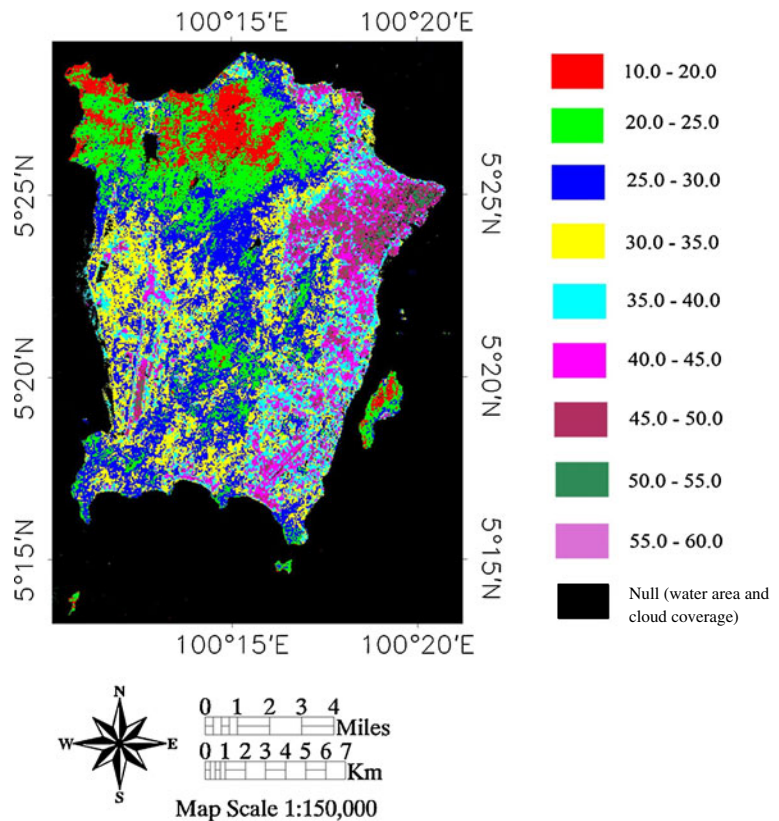 100°15′E
100°20′E
5°25′N
5°25′N
5°20′N
5°20′N
5°15′N
5°15′N
100°15′E
100°20′E
10.0 - 20.0
20.0 - 25.0
25.0 - 30.0
30.0 - 35.0
35.0 - 40.0
40.0 - 45.0
45.0 - 50.0
50.0 - 55.0
55.0 - 60.0
Null (water area and
cloud coverage)
N
W
E
S
0 1 2 3 4
Miles
0 1 2 3 4 5 6 7
Km
Map Scale 1:150,000